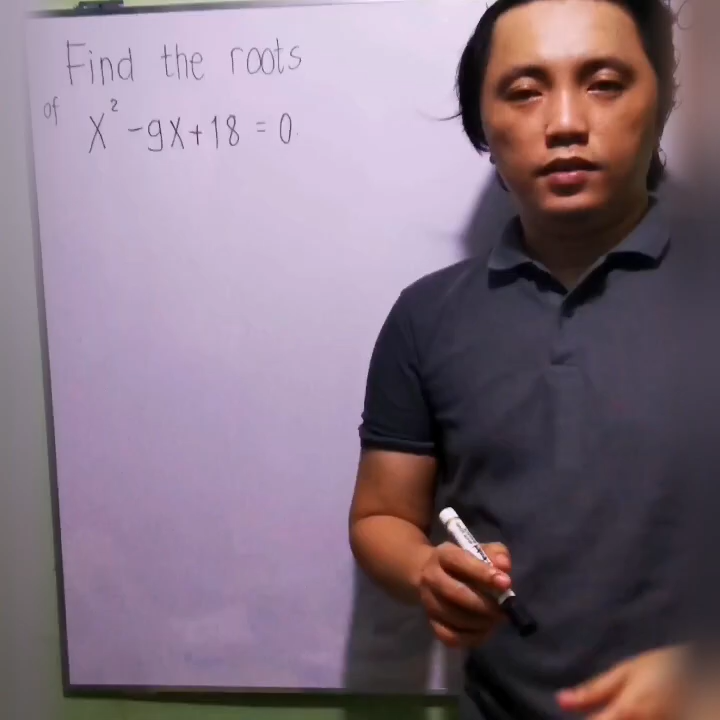 Find the roots
of x² - 9x + 18 = 0